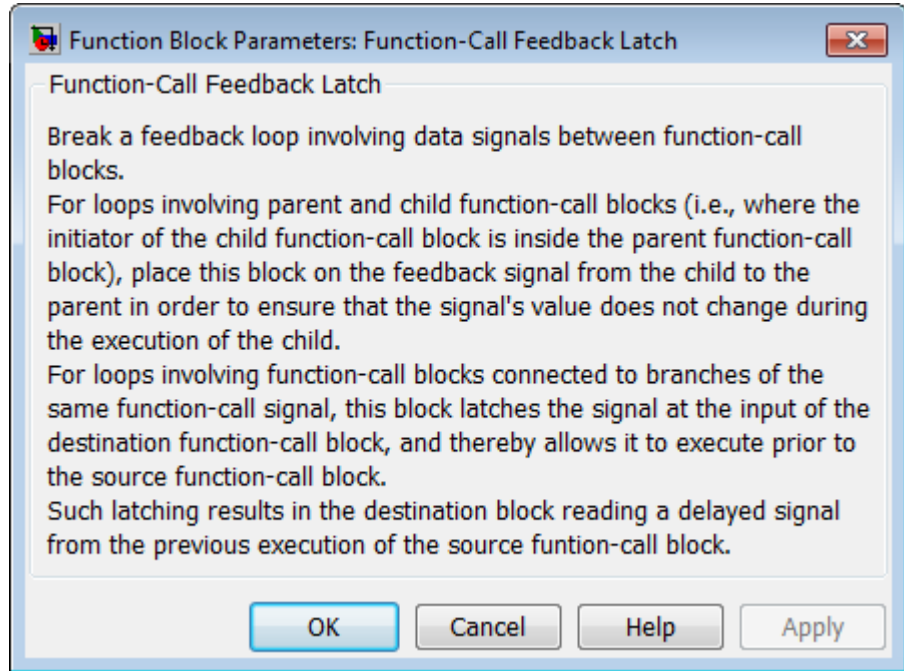 Function Block Parameters: Function-Call Feedback Latch
Function-Call Feedback Latch
Break a feedback loop involving data signals between function-call
blocks.
For loops involving parent and child function-call blocks (i.e., where the
initiator of the child function-call block is inside the parent function-call
block), place this block on the feedback signal from the child to the
parent in order to ensure that the signal's value does not change during
the execution of the child.
For loops involving function-call blocks connected to branches of the
same function-call signal, this block latches the signal at the input of the
destination function-call block, and thereby allows it to execute prior to
the source function-call block.
Such latching results in the destination block reading a delayed signal
from the previous execution of the source funtion-call block.
OK Cancel Help Apply